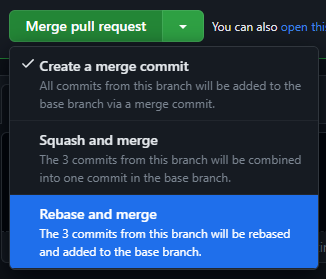 Merge pull request
You can also open this
Create a merge commit
All commits from this branch will be added to the
base branch via a merge commit.
Squash and merge
The 3 commits from this branch will be combined
into one commit in the base branch.
Rebase and merge
The 3 commits from this branch will be rebased
and added to the base branch.